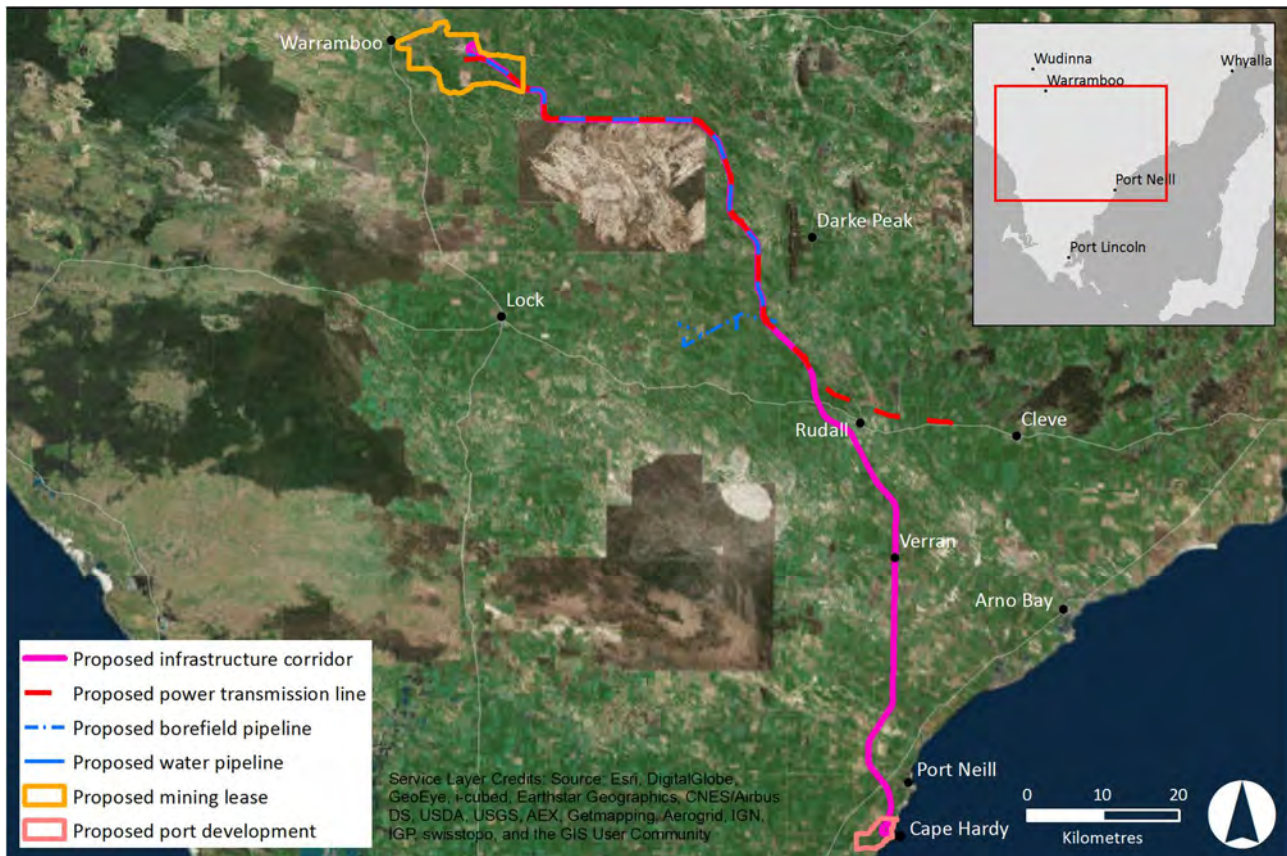 Warramboo
Darke Peak
Lock
Rudall
Cleve
Verran
Arno Bay
Port Neill
Cape Hardy
Wudinna
Warramboo
Whyalla
Port Neill
Port Lincoln
Proposed infrastructure corridor
Proposed power transmission line
Proposed borefield pipeline
Proposed water pipeline
Proposed mining lease
Proposed port development
Service Layer Credits: Source: Esri, DigitalGlobe,
GeoEye, i-cubed, Earthstar Geographics, CNES/Airbus
DS, USDA, USGS, AEX, Getmapping, Aerogrid, IGN,
IGP, swisstopo, and the GIS User Community
0 10 20
Kilometres